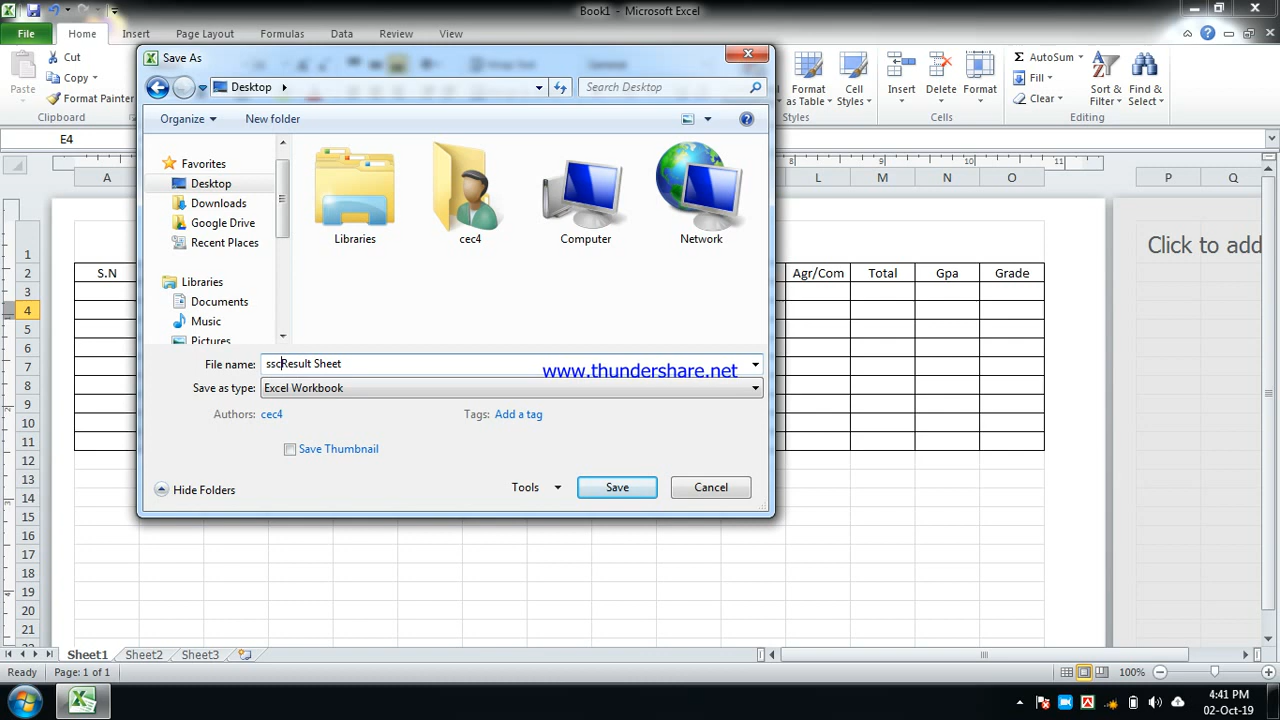 Book1 - Microsoft Excel
File Home Insert Page Layout Formulas Data Review View
Cut
Copy
Format Painter
Paste
Clipboard
Format as Table
Cell Styles
Styles
Insert
Delete
Format
Cells
AutoSum
Fill
Clear
Sort & Filter
Find & Select
Editing
E4
Save As
Desktop
Search Desktop
Organize
New folder
Favorites
Desktop
Downloads
Google Drive
Recent Places
Libraries
Documents
Music
Pictures
Libraries
cec4
Computer
Network
File name: sscResult Sheet
www.thundershare.net
Save as type: Excel Workbook
Authors: cec4 Tags: Add a tag
Save Thumbnail
Hide Folders
Tools
Save
Cancel
8 9 10 11
A L M N O P Q
1
Click to add
2 S.N Agr/Com Total Gpa Grade
3
4
5
6
7
8
9
10
11
12
13
14
15
16
17
18
19
20
21
Sheet1 Sheet2 Sheet3
Ready Page: 1 of 1 100%
4:41 PM
02-Oct-19